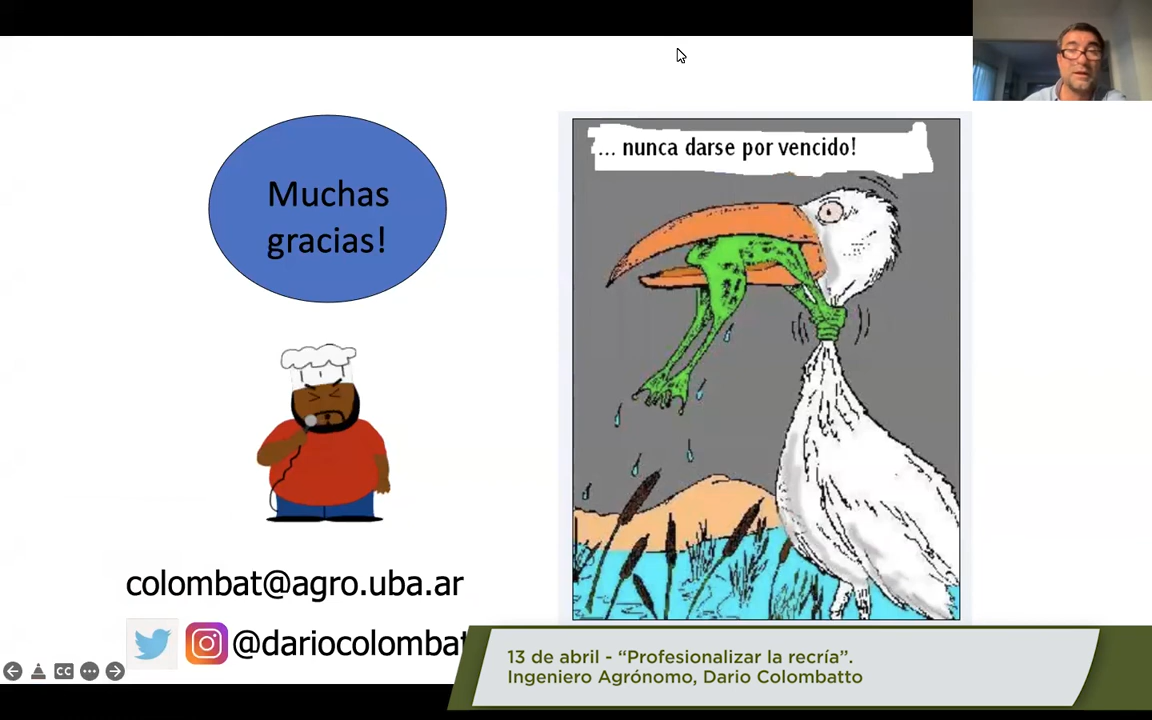 Muchas
gracias!
... nunca darse por vencido!
colombat@agro.uba.ar
@dariocolombat
CC
13 de abril - “Profesionalizar la recría”.
Ingeniero Agrónomo, Dario Colombatto